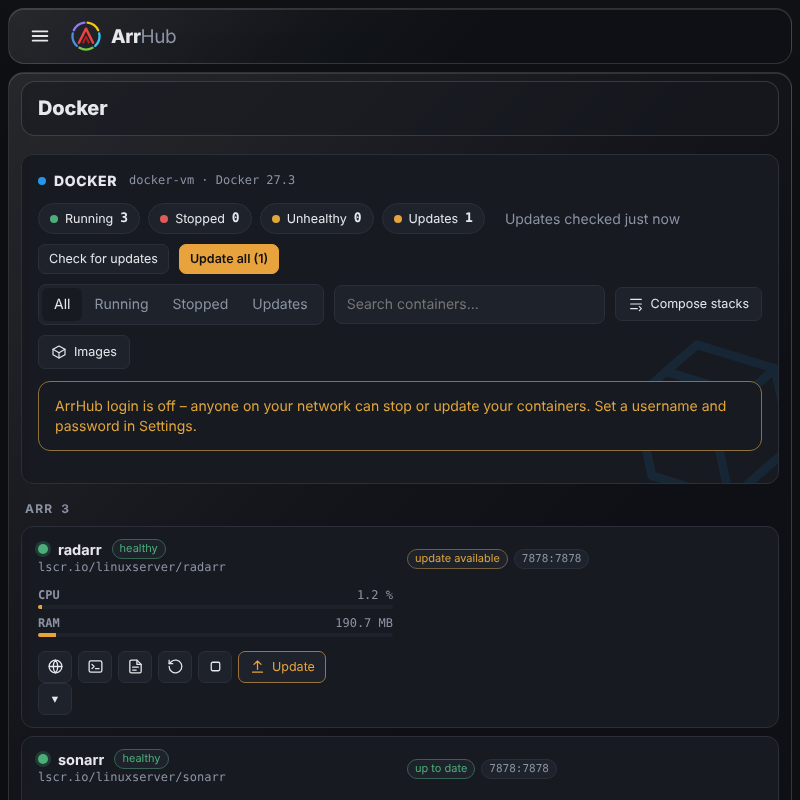 ArrHub
Docker
DOCKER docker-vm · Docker 27.3
Running 3 Stopped 0 Unhealthy 0 Updates 1 Updates checked just now
Check for updates Update all (1)
All Running Stopped Updates Search containers... Compose stacks
Images
ArrHub login is off – anyone on your network can stop or update your containers. Set a username and
password in Settings.
ARR 3
radarr healthy update available 7878:7878
lscr.io/linuxserver/radarr
CPU 1.2 %
RAM 190.7 MB
Update
sonarr healthy up to date 7878:7878
lscr.io/linuxserver/sonarr